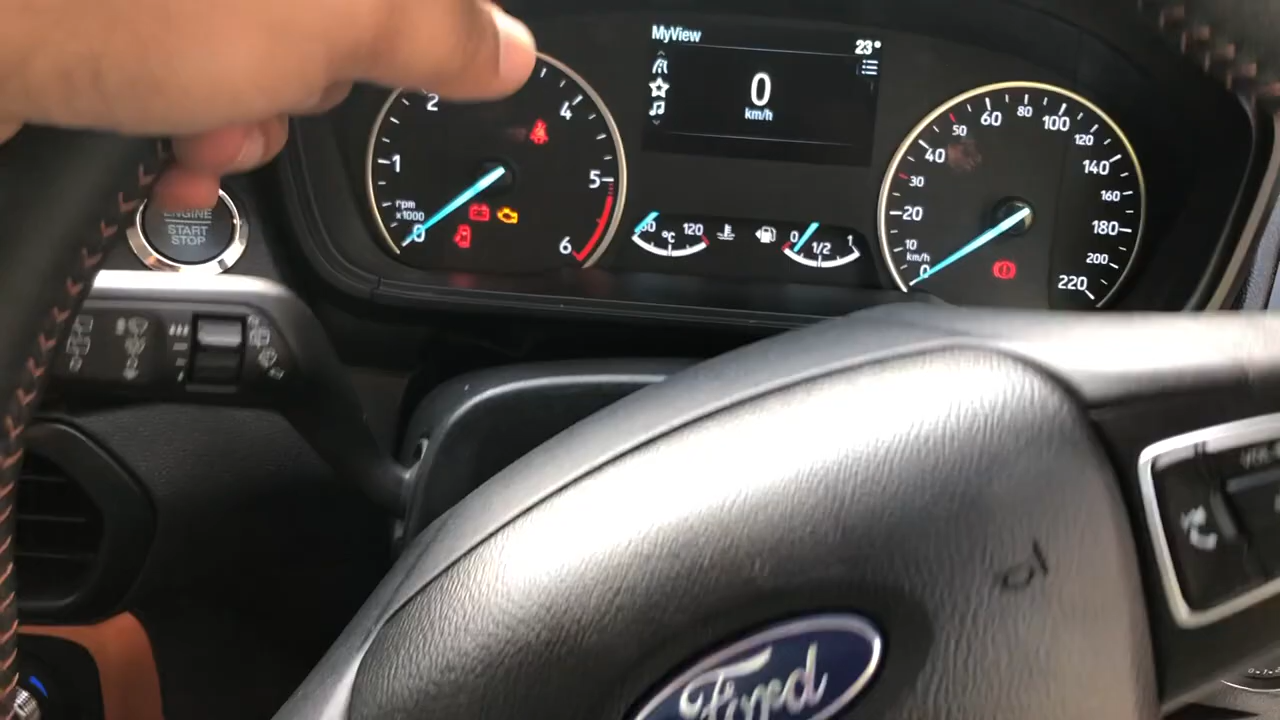 MyView
23°
0
km/h
2
4
1
5
rpm
x1000
0
6
60
°C
120
0
1/2
1
60
80
100
50
120
40
140
30
160
20
180
10
km/h
200
0
220
ENGINE
START
STOP
Ford